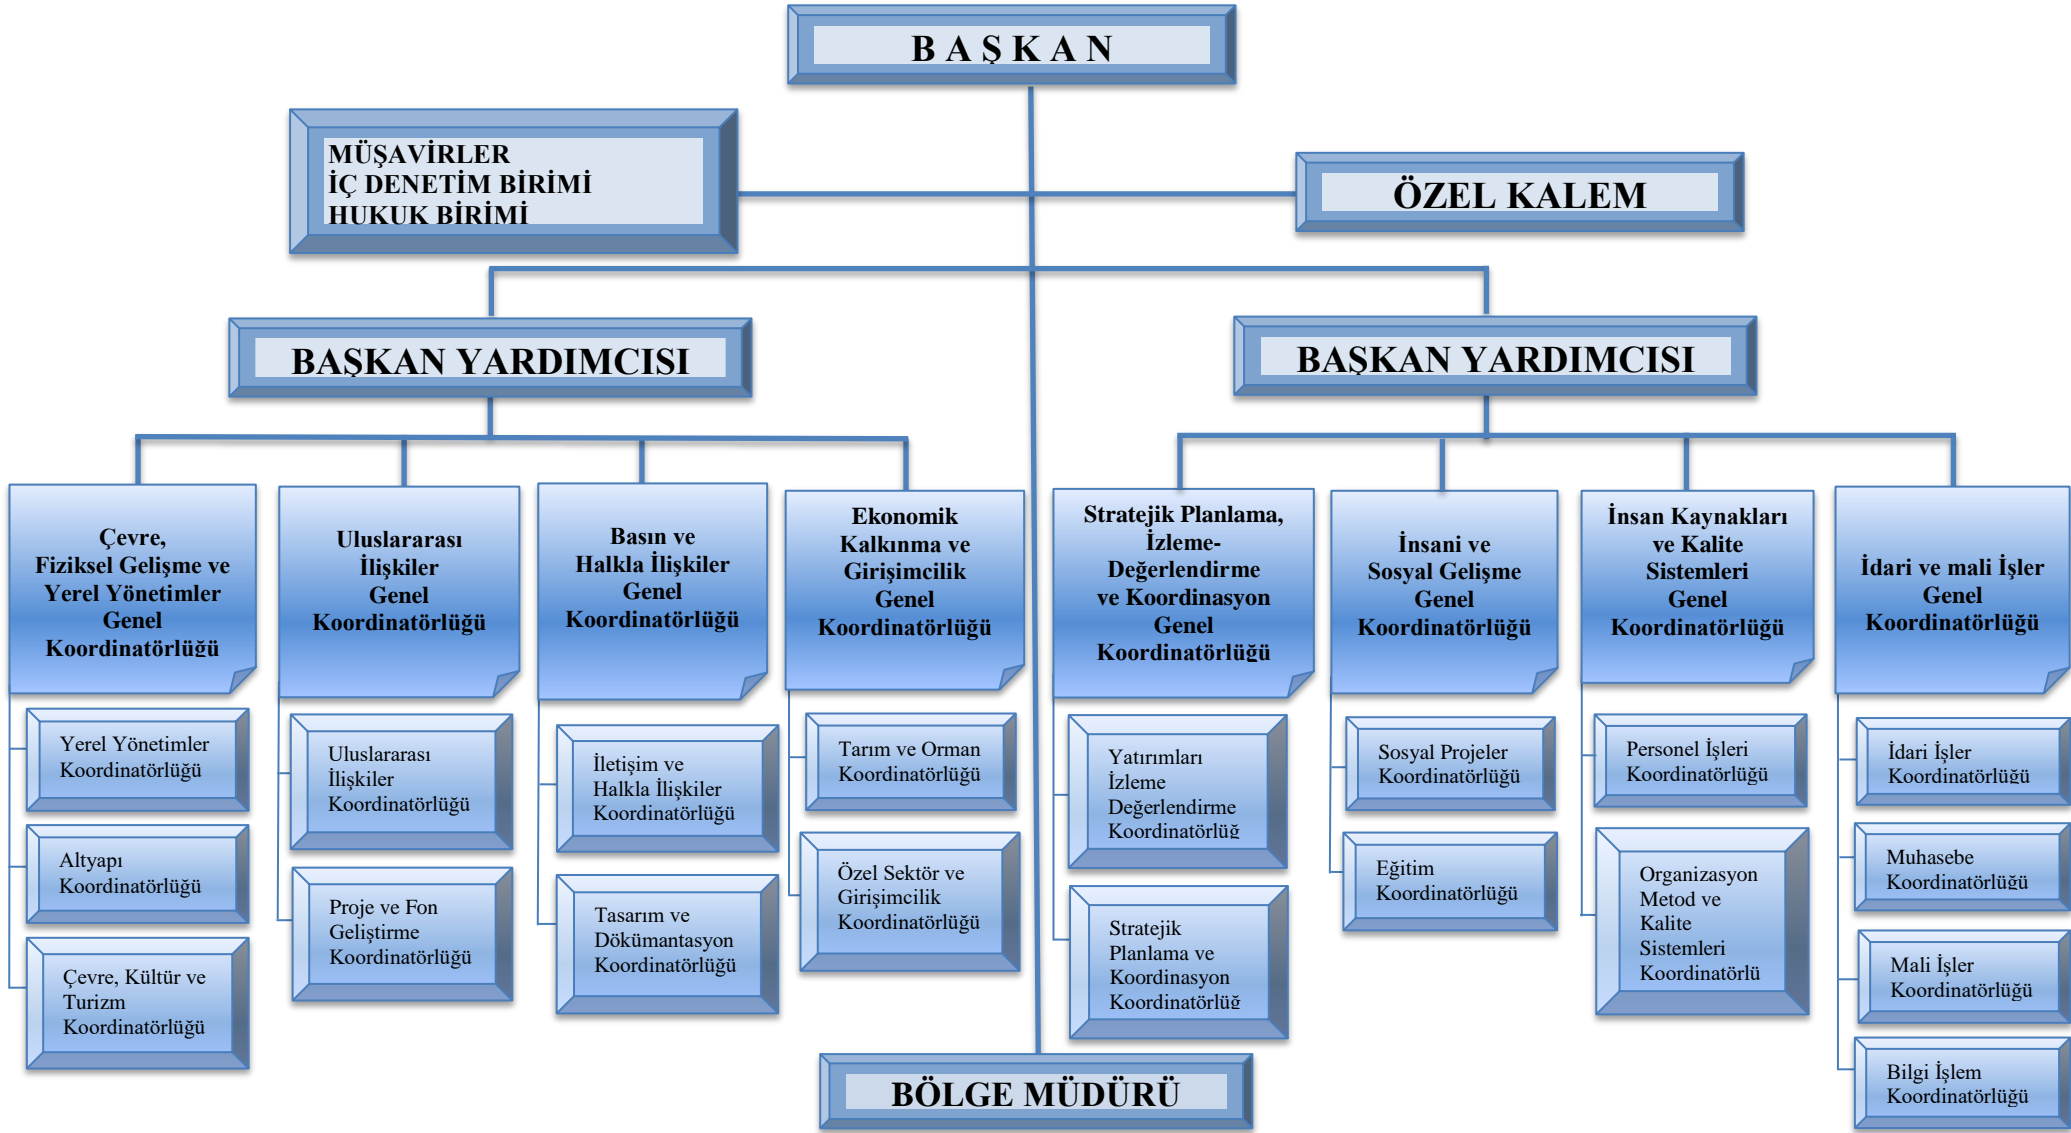 B A Ş K A N
MÜŞAVİRLER
İÇ DENETİM BİRİMİ
HUKUK BİRİMİ
ÖZEL KALEM
BAŞKAN YARDIMCISI
BAŞKAN YARDIMCISI
Çevre,
Fiziksel Gelişme ve
Yerel Yönetimler
Genel
Koordinatörlüğü
Uluslararası
İlişkiler
Genel
Koordinatörlüğü
Basın ve
Halkla İlişkiler
Genel
Koordinatörlüğü
Ekonomik
Kalkınma ve
Girişimcilik
Genel
Koordinatörlüğü
Stratejik Planlama,
İzleme-
Değerlendirme
ve Koordinasyon
Genel
Koordinatörlüğü
İnsani ve
Sosyal Gelişme
Genel
Koordinatörlüğü
İnsan Kaynakları
ve Kalite
Sistemleri
Genel
Koordinatörlüğü
İdari ve mali İşler
Genel
Koordinatörlüğü
Yerel Yönetimler
Koordinatörlüğü
Altyapı
Koordinatörlüğü
Çevre, Kültür ve
Turizm
Koordinatörlüğü
Uluslararası
İlişkiler
Koordinatörlüğü
Proje ve Fon
Geliştirme
Koordinatörlüğü
İletişim ve
Halkla İlişkiler
Koordinatörlüğü
Tasarım ve
Dökümantasyon
Koordinatörlüğü
Tarım ve Orman
Koordinatörlüğü
Özel Sektör ve
Girişimcilik
Koordinatörlüğü
Yatırımları
İzleme
Değerlendirme
Koordinatörlüğ
Stratejik
Planlama ve
Koordinasyon
Koordinatörlüğ
Sosyal Projeler
Koordinatörlüğü
Eğitim
Koordinatörlüğü
Personel İşleri
Koordinatörlüğü
Organizasyon
Metod ve
Kalite
Sistemleri
Koordinatörlü
İdari İşler
Koordinatörlüğü
Muhasebe
Koordinatörlüğü
Mali İşler
Koordinatörlüğü
Bilgi İşlem
Koordinatörlüğü
BÖLGE MÜDÜRÜ